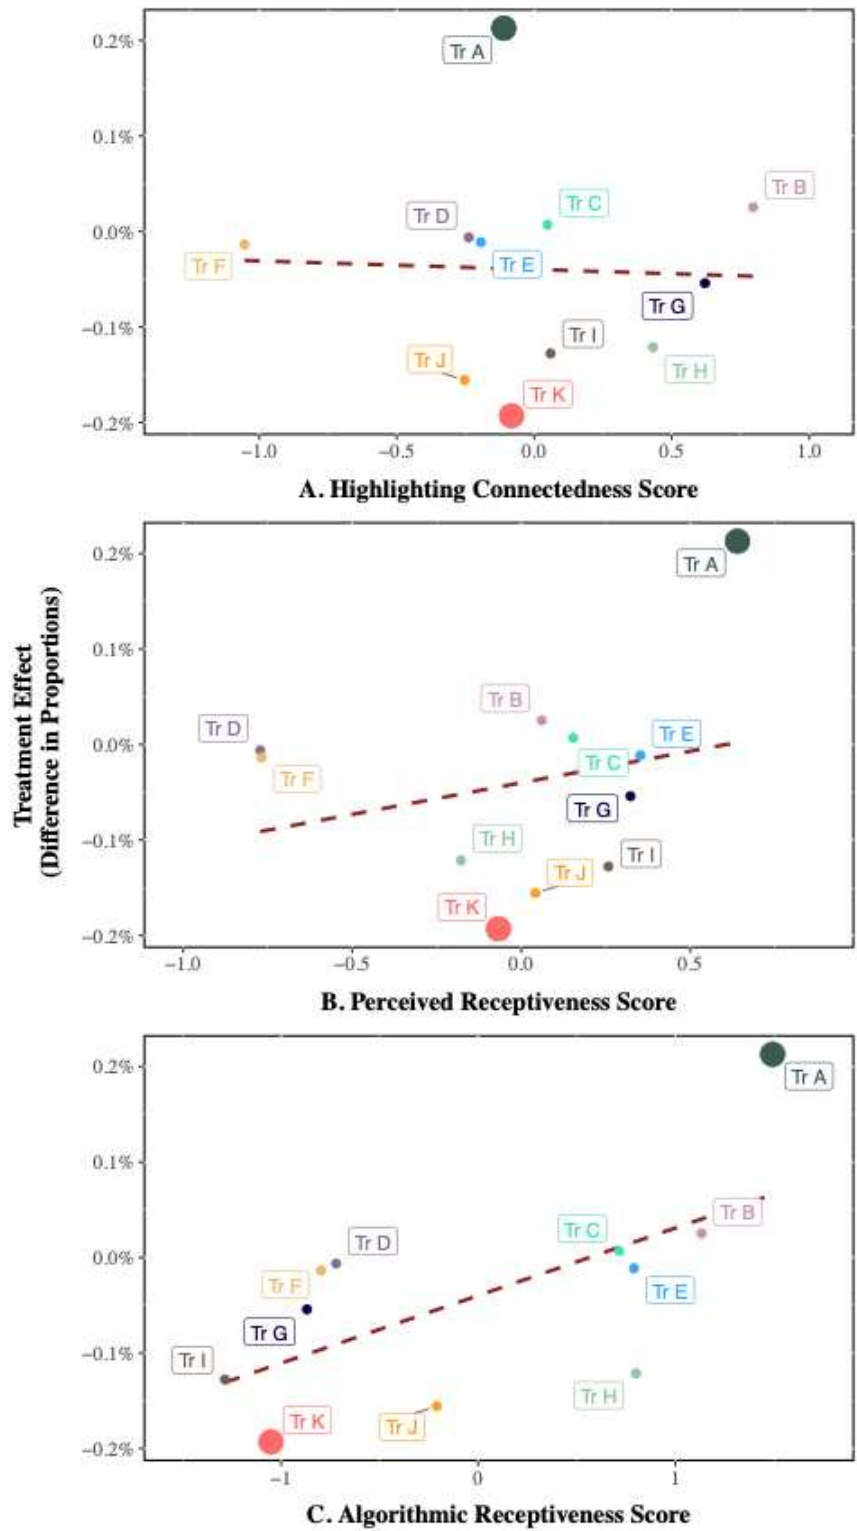 0.2%
Tr A
0.1%
Tr B
Tr C
Tr D
0.0%
Tr E
Tr F
Tr G
−0.1%
Tr I
Tr J
Tr H
Tr K
−0.2%
−1.0 −0.5 0.0 0.5 1.0
A. Highlighting Connectedness Score
Treatment Effect
(Difference in Proportions)
0.2%
Tr A
0.1%
Tr B
Tr D
Tr E
0.0%
Tr C
Tr F
Tr G
−0.1%
Tr H
Tr I
Tr J
Tr K
−0.2%
−1.0 −0.5 0.0 0.5
B. Perceived Receptiveness Score
0.2%
Tr A
0.1%
Tr B
Tr C
Tr D
0.0%
Tr F
Tr E
Tr G
−0.1%
Tr I
Tr H
Tr K
Tr J
−0.2%
−1 0 1
C. Algorithmic Receptiveness Score